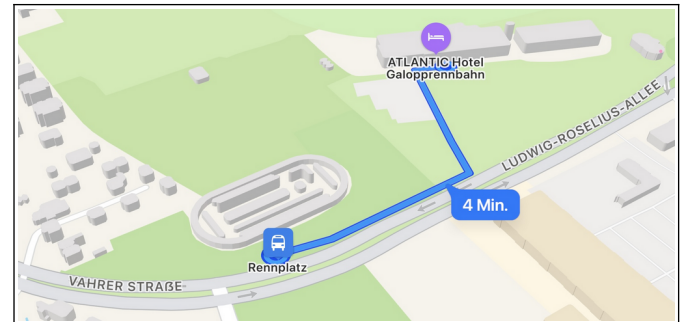 ATLANTIC Hotel
Galopprennbahn
LUDWIG-ROSELIUS-ALLEE
4 Min.
Rennplatz
VAHRER STRAßE